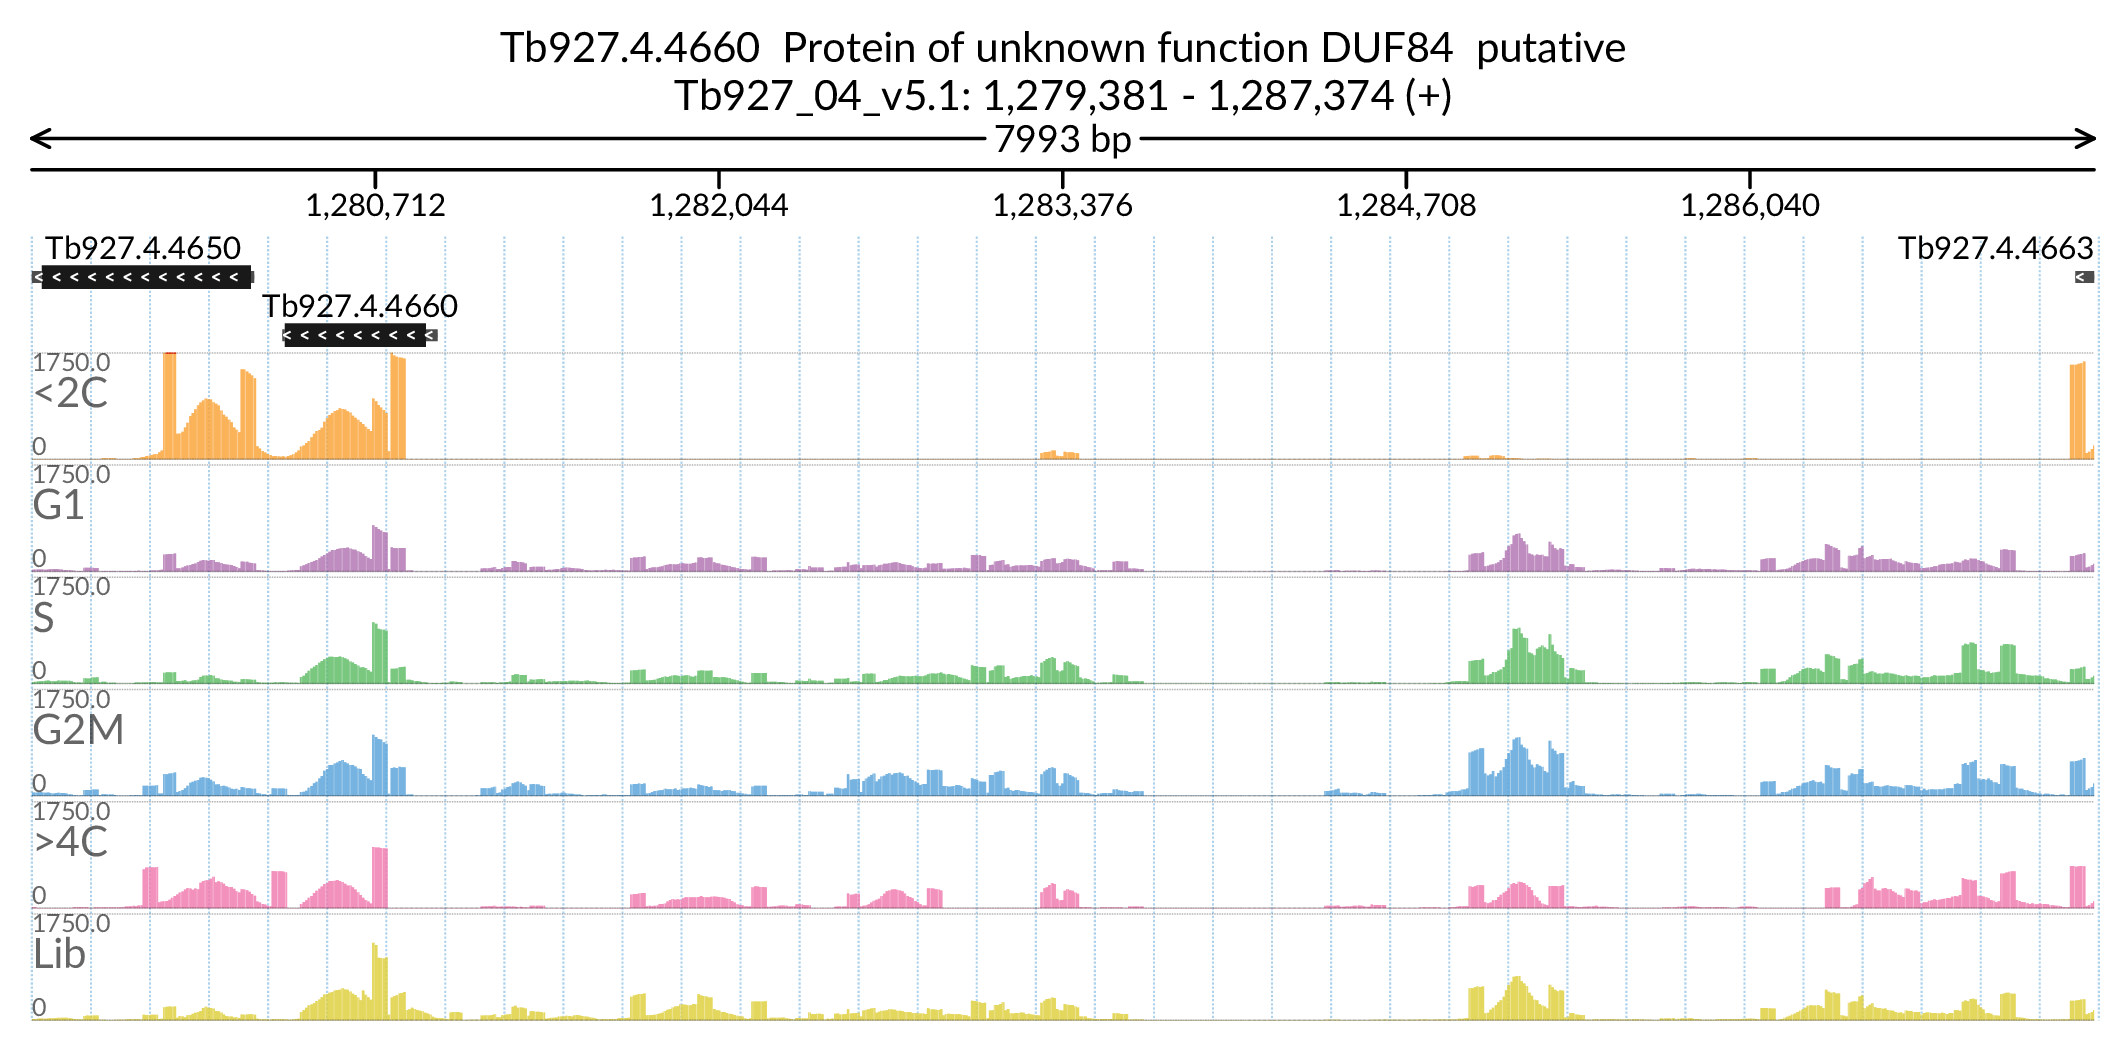 Tb927.4.4660  Protein of unknown function DUF84  putative
Tb927_04_v5.1: 1,279,381 - 1,287,374 (+)
7993 bp
1,280,712 1,282,044 1,283,376 1,284,708 1,286,040
Tb927.4.4650 Tb927.4.4663
Tb927.4.4660
1750.0
<2C
0
1750.0
G1
0
1750.0
S
0
1750.0
G2M
0
1750.0
>4C
0
1750.0
Lib
0